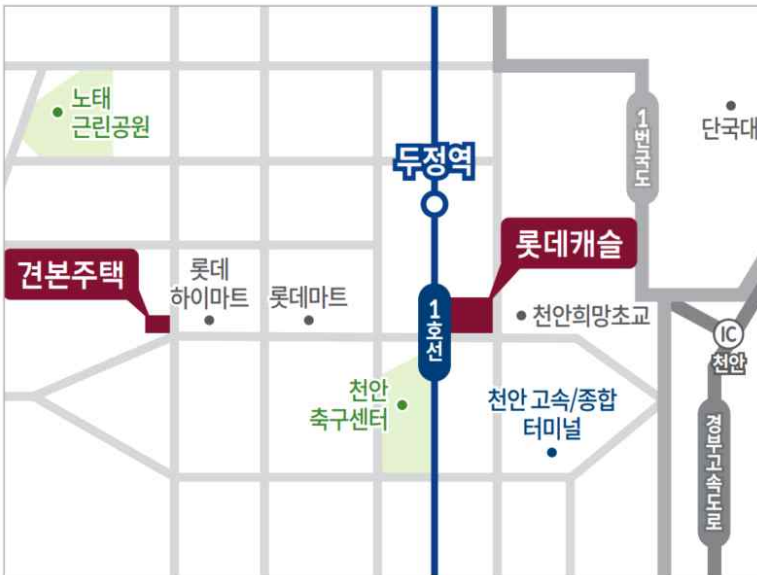 노태
근린공원
두정역
1번국도
단국대
견본주택
롯데
하이마트
롯데마트
1호선
롯데캐슬
천안희망초교
IC
천안
천안
축구센터
천안 고속/종합
터미널
경부고속도로